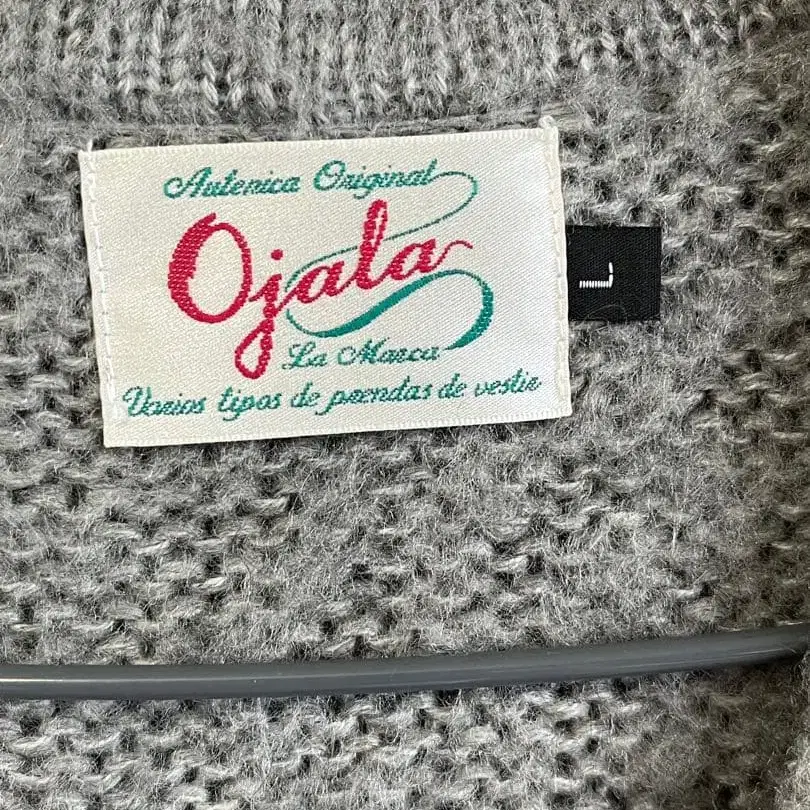 Autenica Original
Ojala
La Marca
Varios tipos de prendas de vestir
L